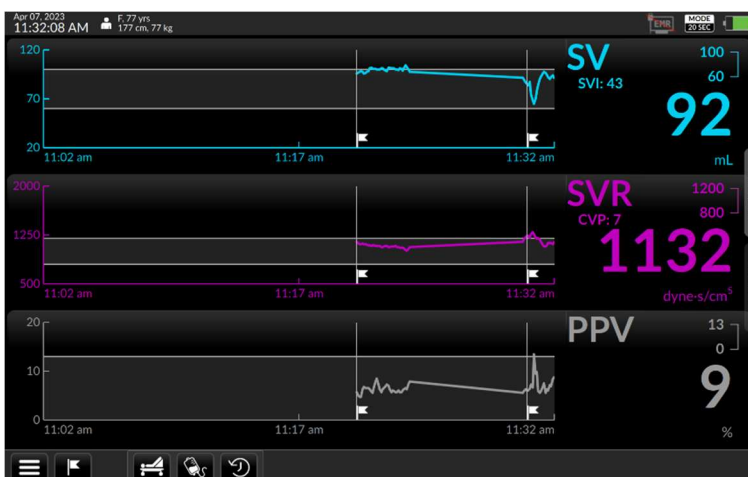 Apr 07, 2023
11:32:08 AM
F, 77 yrs
177 cm, 77 kg
EMR
MODE
20 SEC
120
70
20
11:02 am
11:17 am
11:32 am
SV
SVI: 43
100
60
92
mL
2000
1250
500
11:02 am
11:17 am
11:32 am
SVR
CVP: 7
1200
800
1132
dyne·s/cm⁵
20
10
0
11:02 am
11:17 am
11:32 am
PPV
13
0
9
%